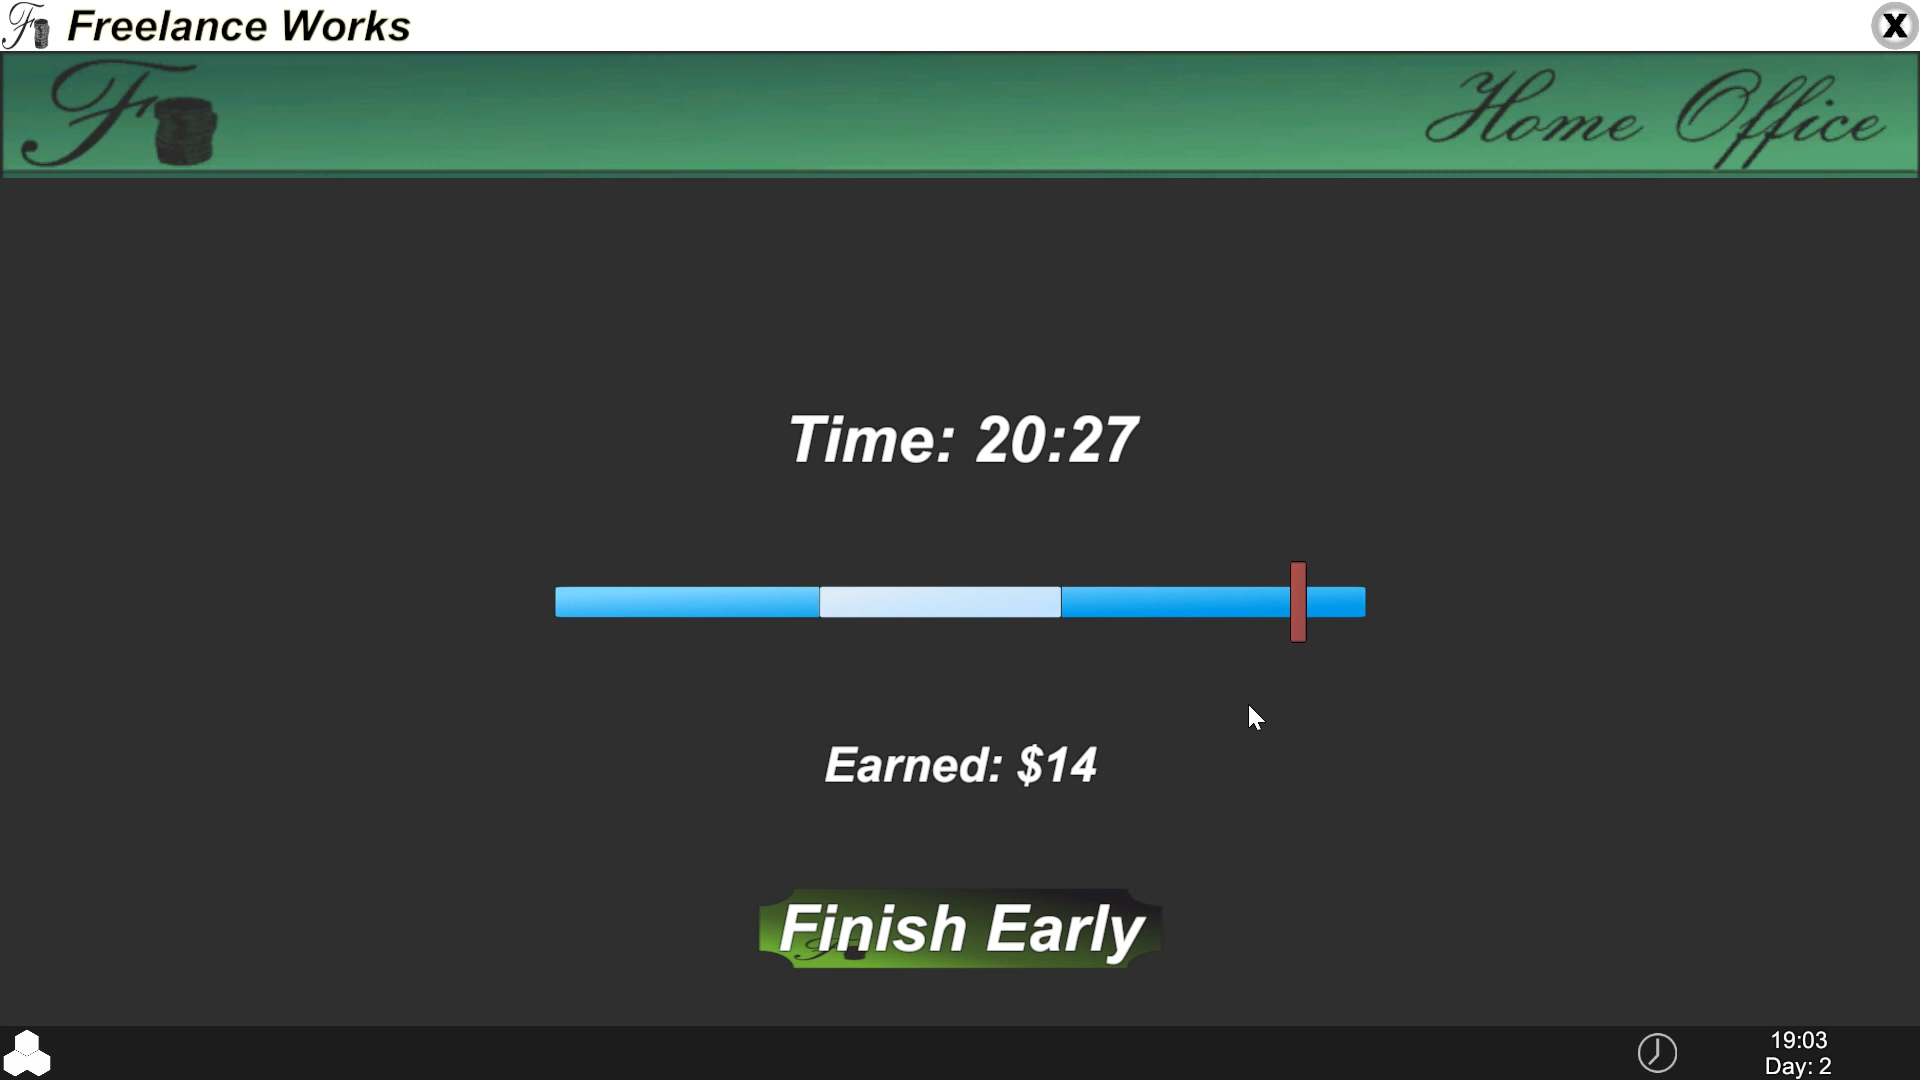 Freelance Works
X
Home Office
Time: 20:27
Earned: $14
Finish Early
19:03
Day: 2